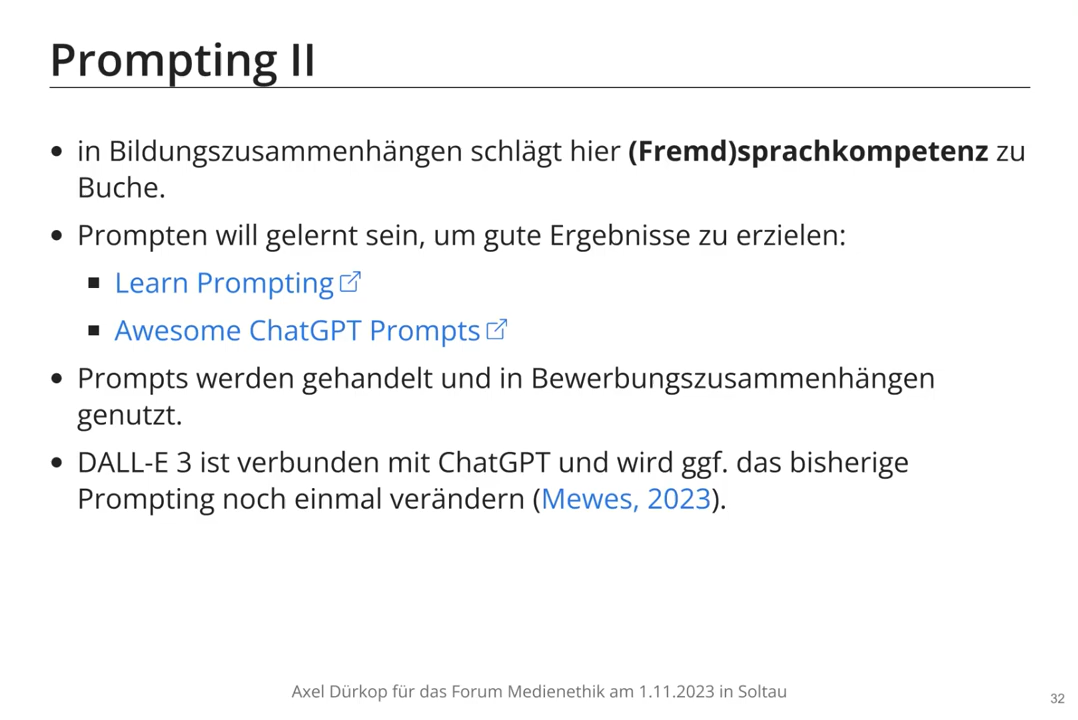 Prompting II
• in Bildungszusammenhängen schlägt hier (Fremd)sprachkompetenz zu
Buche.
• Prompten will gelernt sein, um gute Ergebnisse zu erzielen:
▪ Learn Prompting
▪ Awesome ChatGPT Prompts
• Prompts werden gehandelt und in Bewerbungszusammenhängen
genutzt.
• DALL-E 3 ist verbunden mit ChatGPT und wird ggf. das bisherige
Prompting noch einmal verändern (Mewes, 2023).
Axel Dürkop für das Forum Medienethik am 1.11.2023 in Soltau
32